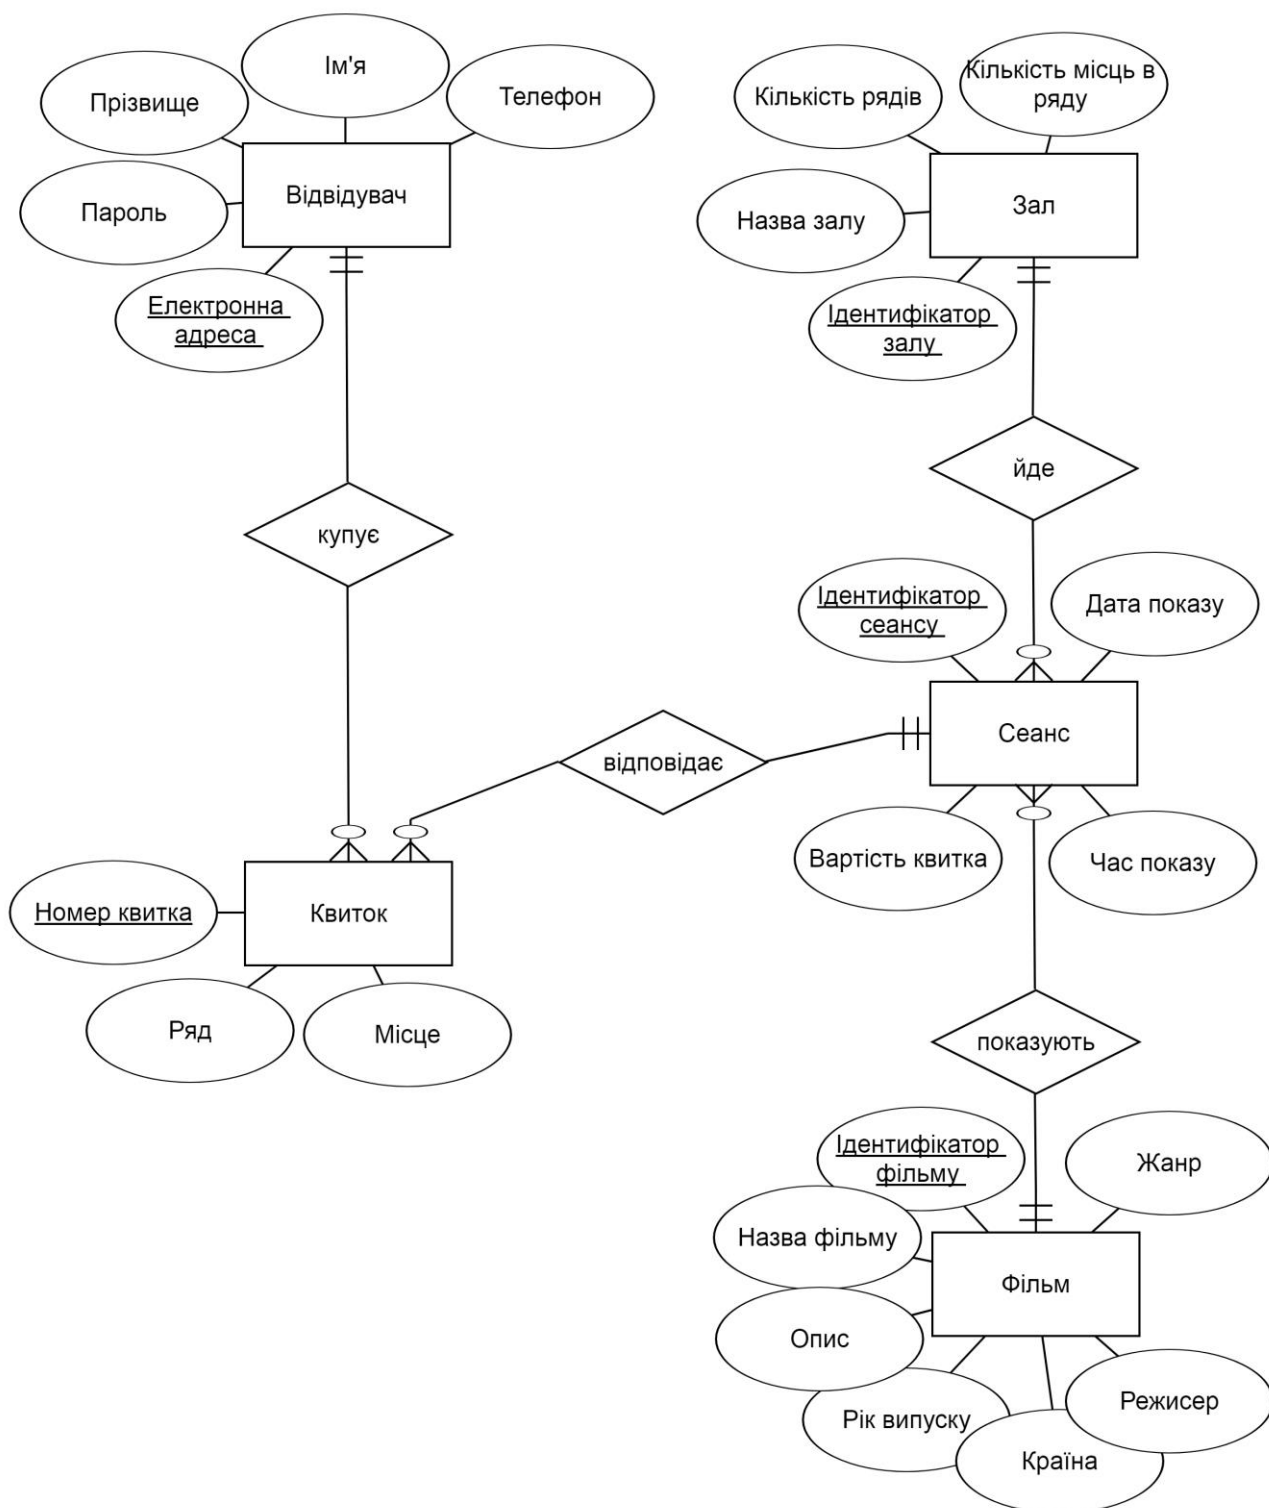 Ім'я
Прізвище
Телефон
Пароль
Відвідувач
Електронна
адреса
Кількість рядів
Кількість місць в
ряду
Назва залу
Зал
Ідентифікатор
залу
йде
купує
Ідентифікатор
сеансу
Дата показу
Сеанс
відповідає
Вартість квитка
Час показу
Номер квитка
Квиток
Ряд
Місце
показують
Ідентифікатор
фільму
Жанр
Назва фільму
Фільм
Опис
Режисер
Рік випуску
Країна